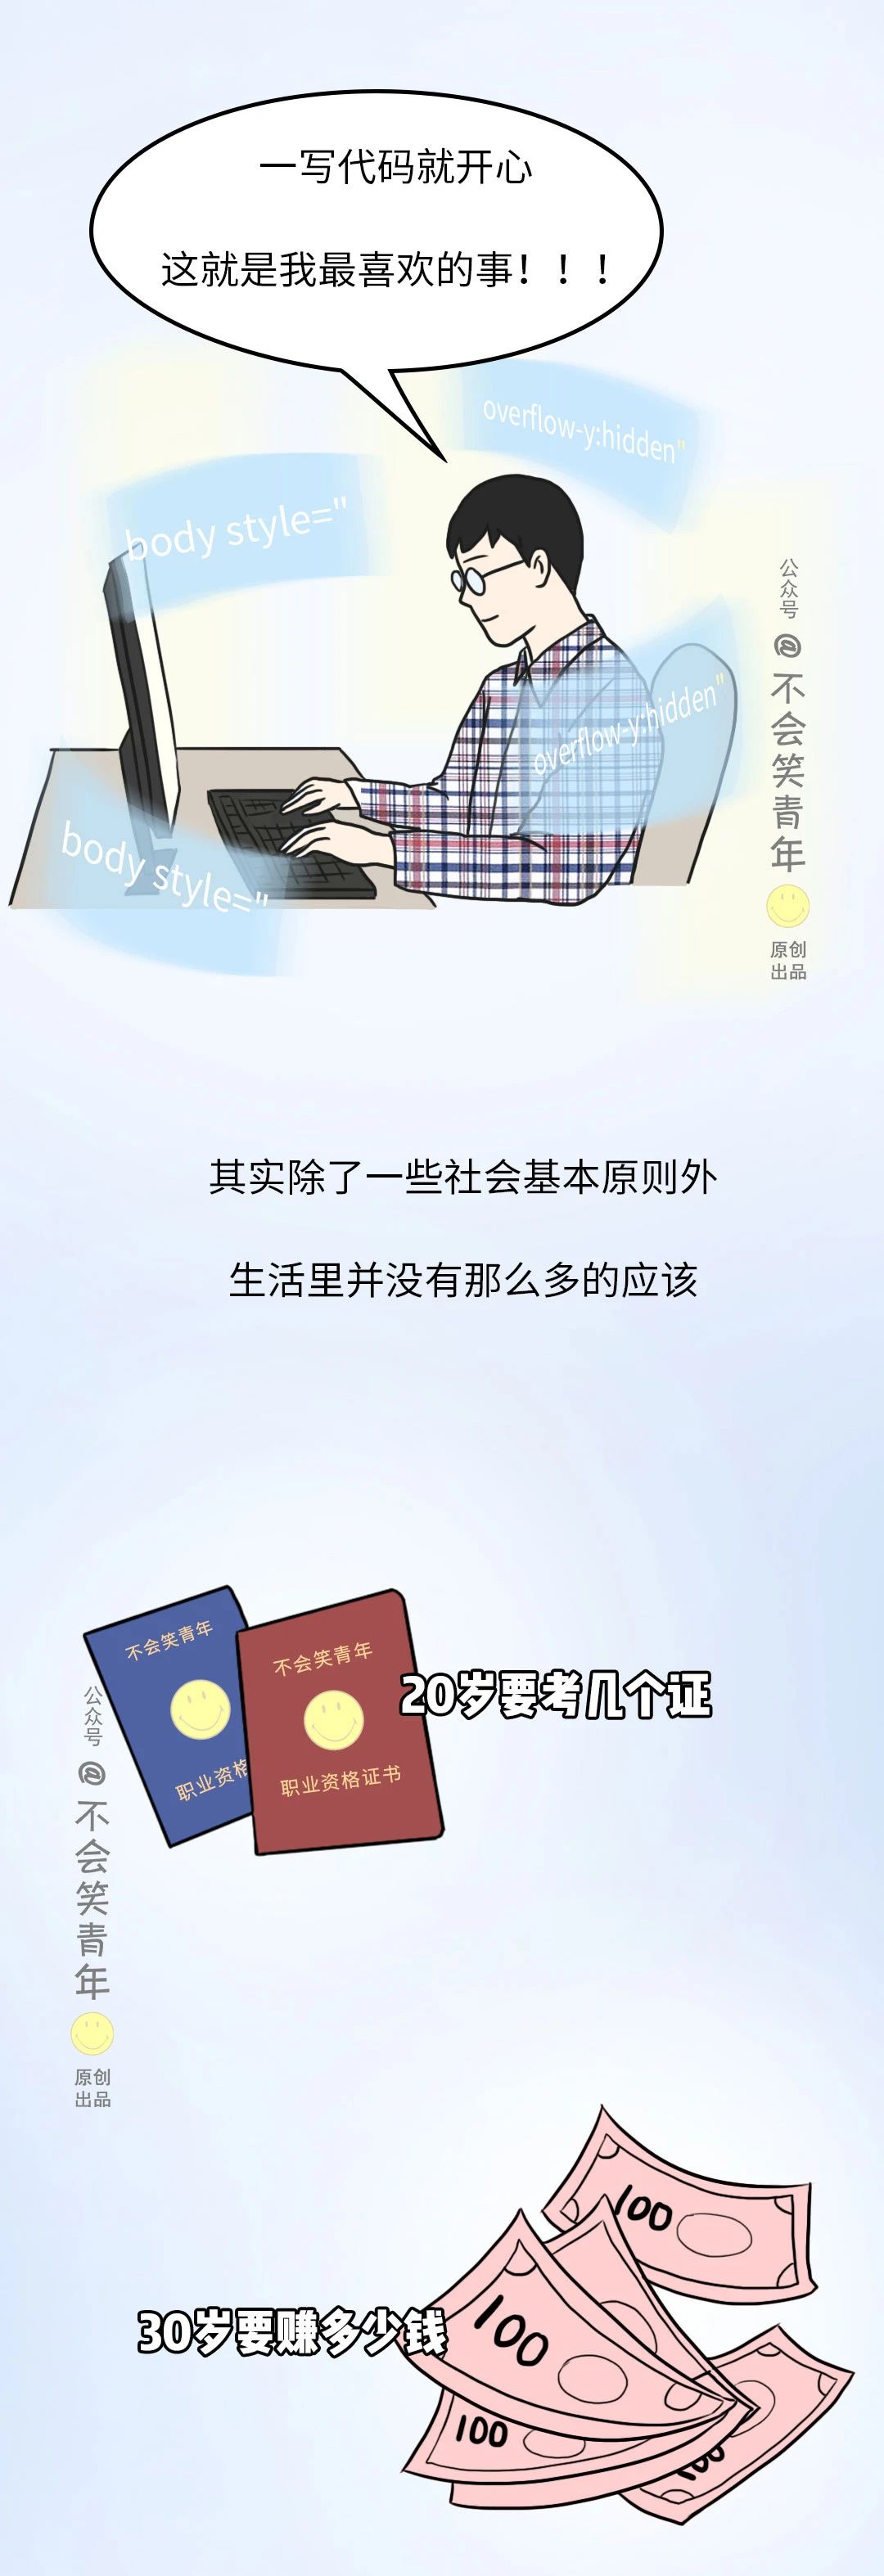 一写代码就开心
这就是我最喜欢的事！！！
overflow-y:hidden"
body style="
overflow-y:hidden"
body style="
公众号
@不会笑青年
原创
出品
其实除了一些社会基本原则外
生活里并没有那么多的应该
不会笑青年
职业资格
不会笑青年
职业资格证书
20岁要考几个证
公众号
@不会笑青年
原创
出品
100
100
30岁要赚多少钱
100
100